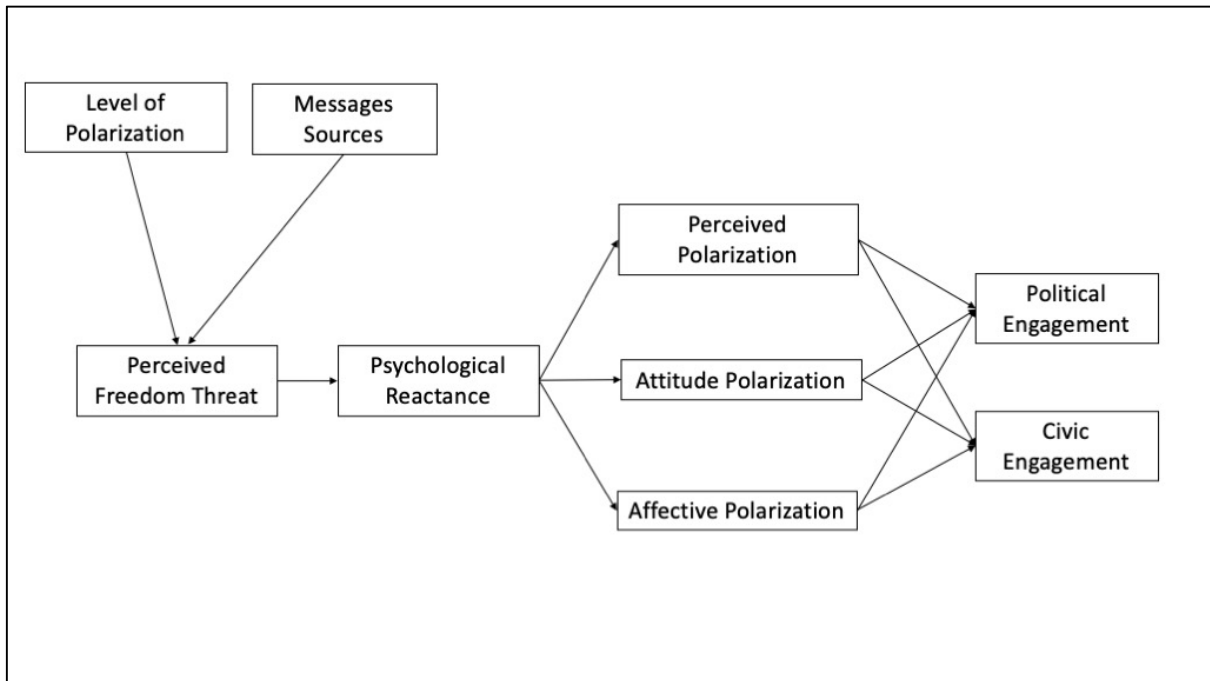 Level of
Polarization
Messages
Sources
Perceived
Freedom Threat
Psychological
Reactance
Perceived
Polarization
Attitude Polarization
Affective Polarization
Political
Engagement
Civic
Engagement